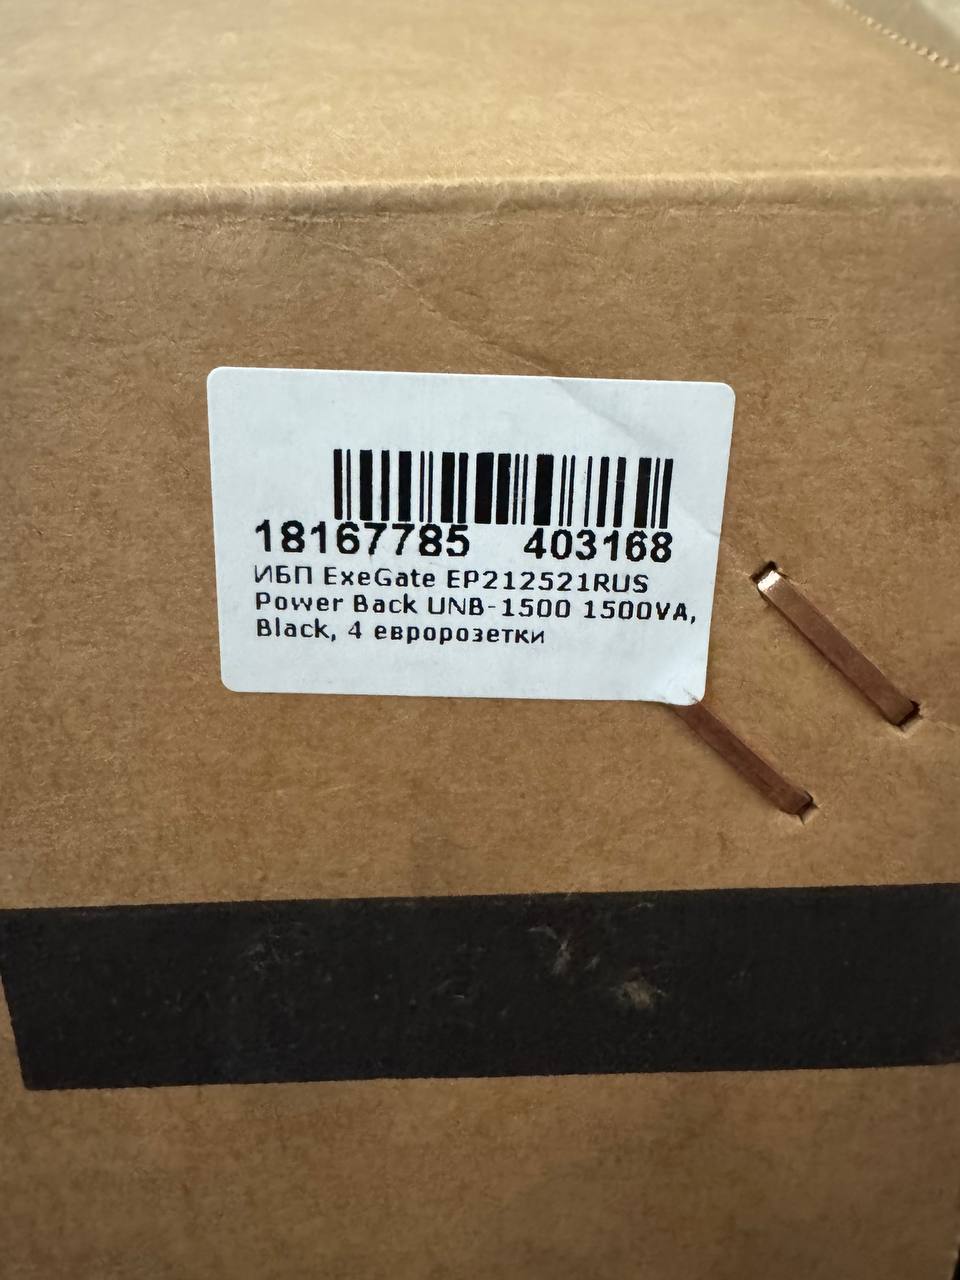 18167785 403168
ИБП ExeGate EP212521RUS
Power Back UNB-1500 1500VA,
Black, 4 евророзетки